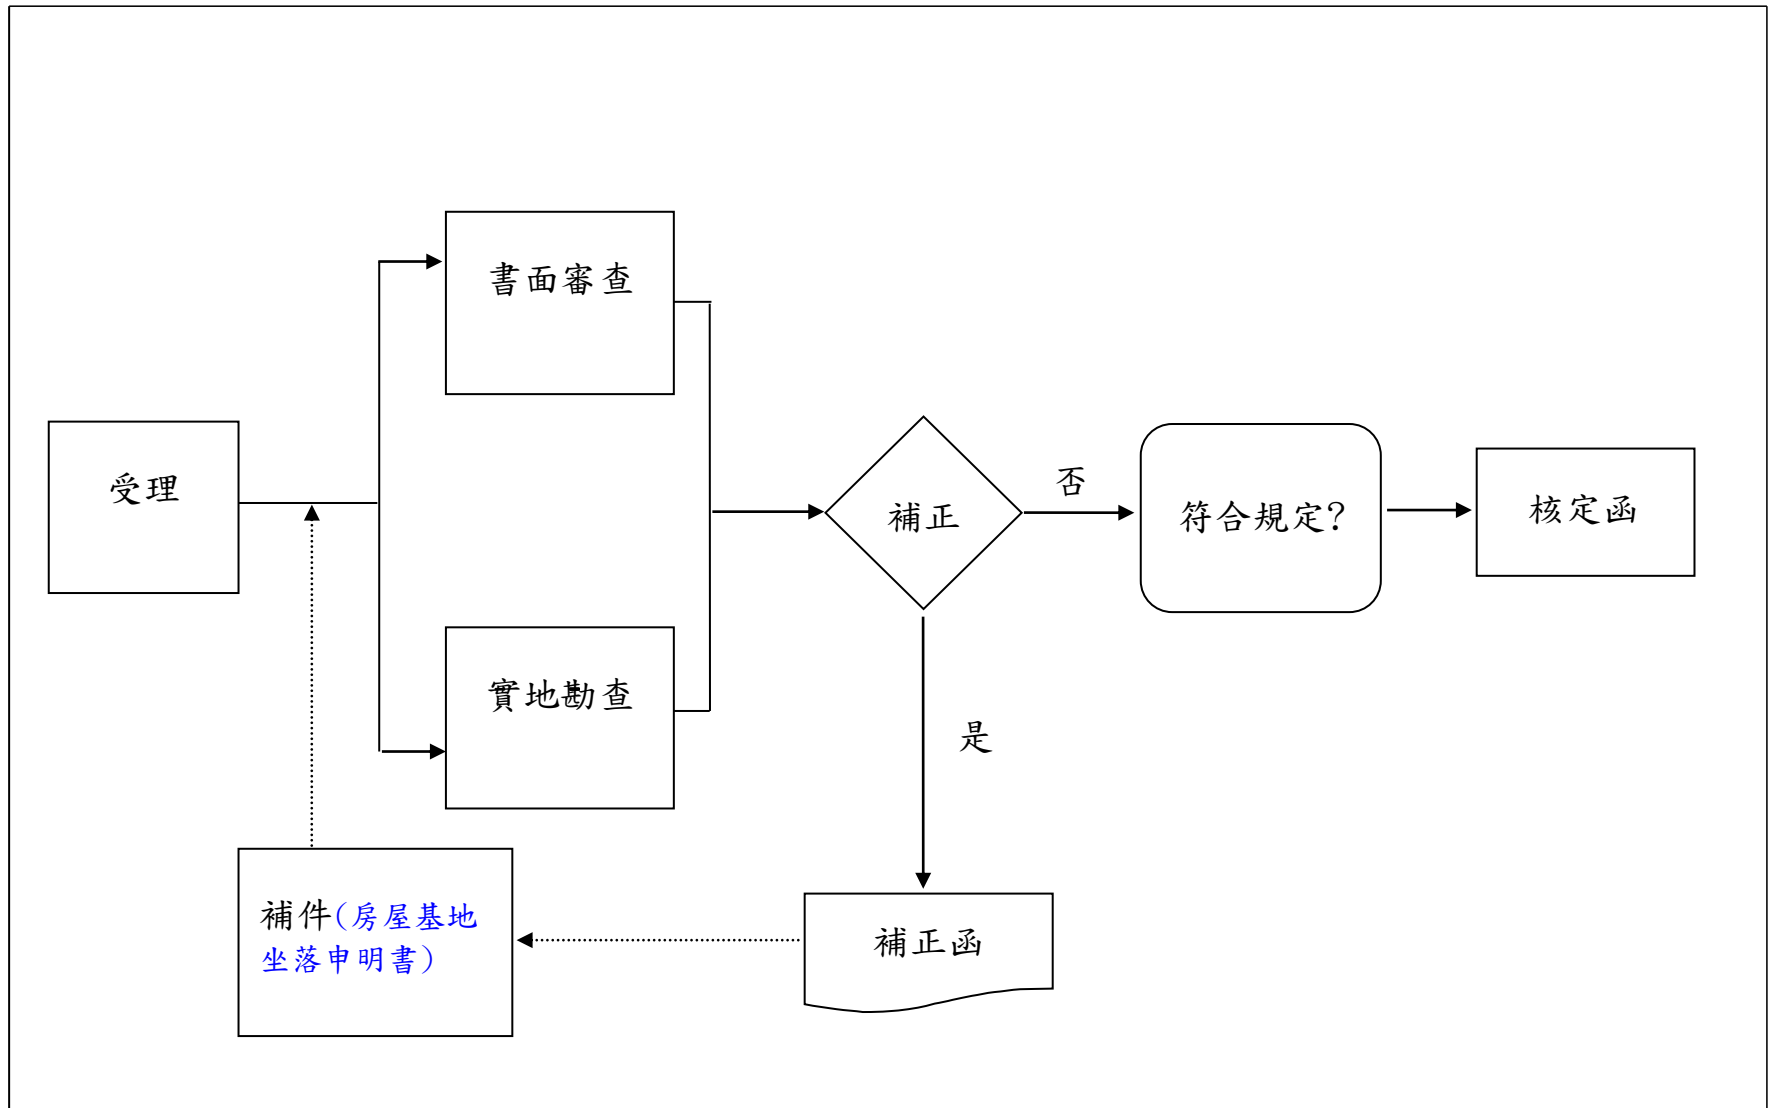 書面審查
受理
補正
否
符合規定?
核定函
實地勘查
是
補件(房屋基地
坐落申明書)
補正函